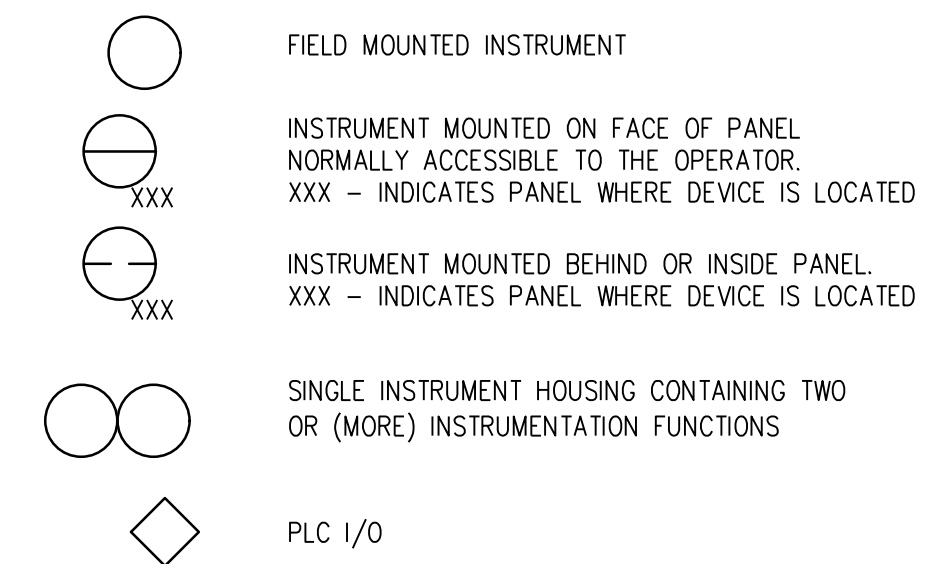 FIELD MOUNTED INSTRUMENT
INSTRUMENT MOUNTED ON FACE OF PANEL
NORMALLY ACCESSIBLE TO THE OPERATOR.
XXX
XXX – INDICATES PANEL WHERE DEVICE IS LOCATED
INSTRUMENT MOUNTED BEHIND OR INSIDE PANEL.
XXX
XXX – INDICATES PANEL WHERE DEVICE IS LOCATED
SINGLE INSTRUMENT HOUSING CONTAINING TWO
OR (MORE) INSTRUMENTATION FUNCTIONS
PLC I/O